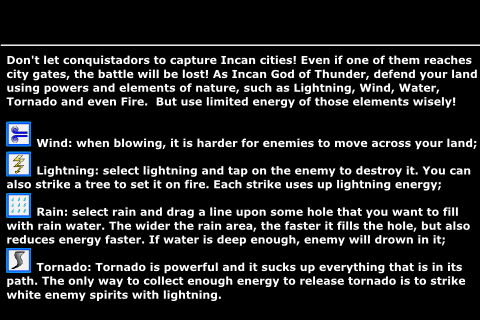 Don't let conquistadors to capture Incan cities! Even if one of them reaches
city gates, the battle will be lost! As Incan God of Thunder, defend your land
using powers and elements of nature, such as Lightning, Wind, Water,
Tornado and even Fire.  But use limited energy of those elements wisely!
Wind: when blowing, it is harder for enemies to move across your land;
Lightning: select lightning and tap on the enemy to destroy it. You can
also strike a tree to set it on fire. Each strike uses up lightning energy;
Rain: select rain and drag a line upon some hole that you want to fill
with rain water. The wider the rain area, the faster it fills the hole, but also
reduces energy faster. If water is deep enough, enemy will drown in it;
Tornado: Tornado is powerful and it sucks up everything that is in its
path. The only way to collect enough energy to release tornado is to strike
white enemy spirits with lightning.